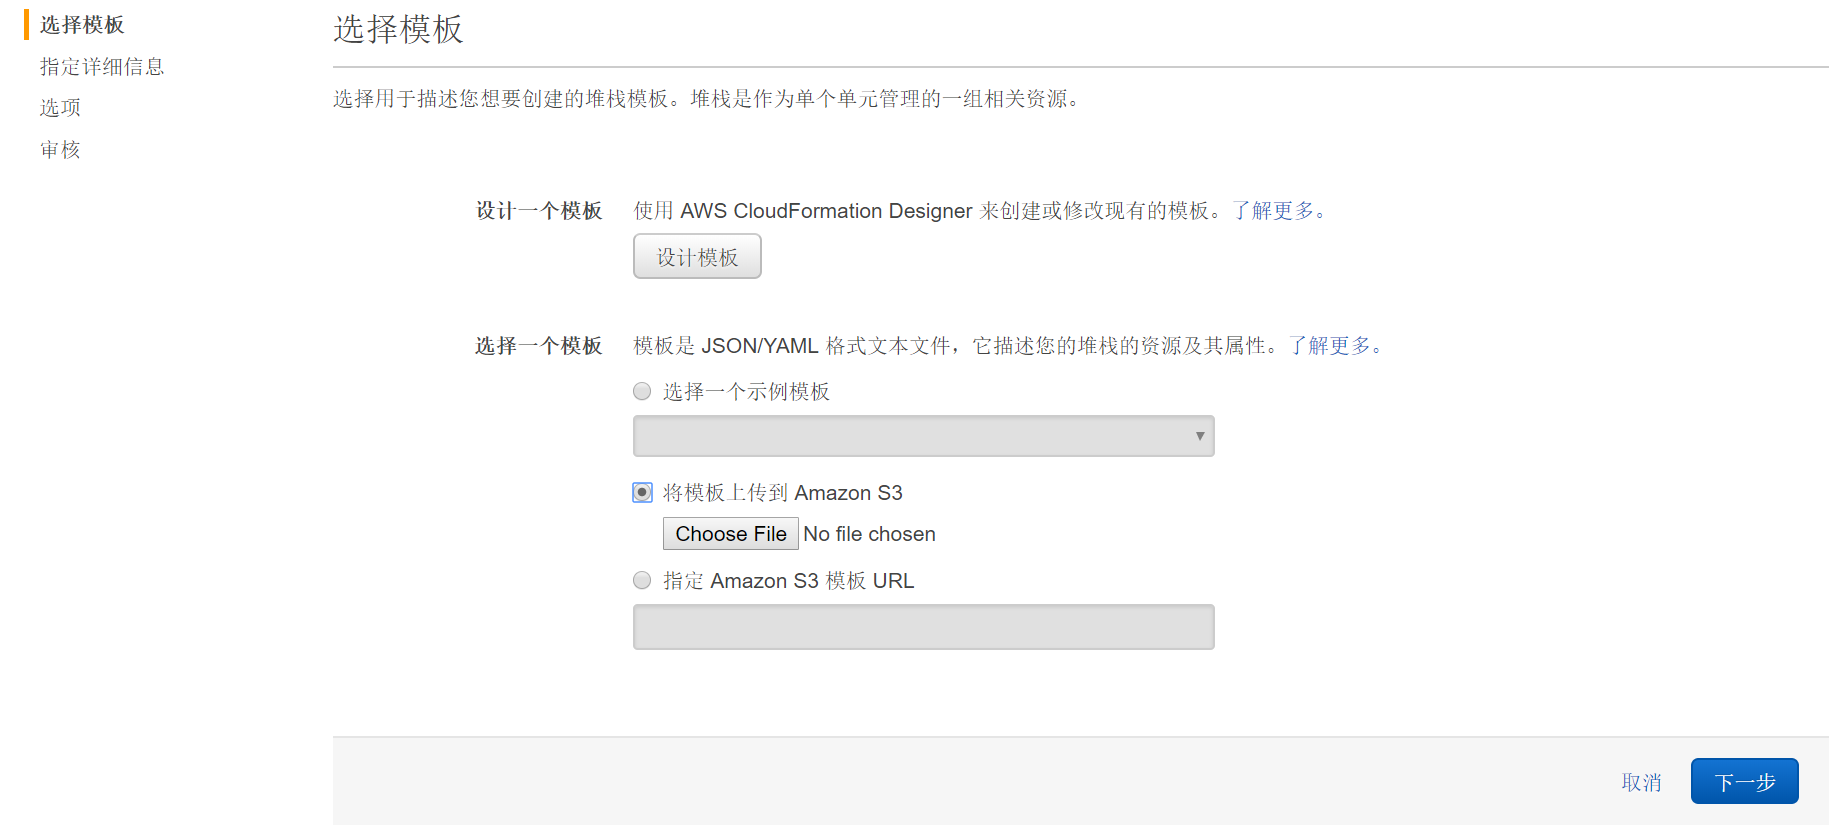 选择模板
指定详细信息
选项
审核
选择模板
选择用于描述您想要创建的堆栈模板。堆栈是作为单个单元管理的一组相关资源。
设计一个模板 使用 AWS CloudFormation Designer 来创建或修改现有的模板。了解更多。
设计模板
选择一个模板 模板是 JSON/YAML 格式文本文件，它描述您的堆栈的资源及其属性。了解更多。
选择一个示例模板
将模板上传到 Amazon S3
Choose File No file chosen
指定 Amazon S3 模板 URL
取消 下一步